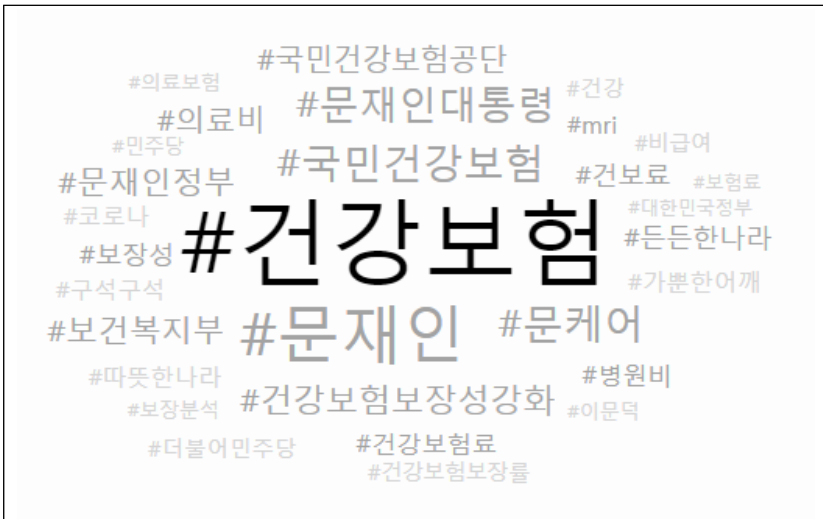 #국민건강보험공단
#의료보험
#건강
#문재인대통령
#의료비
#mri
#민주당
#비급여
#국민건강보험
#문재인정부
#건보료
#보험료
#코로나
#건강보험
#대한민국정부
#보장성
#든든한나라
#구석구석
#가뿐한어깨
#보건복지부
#문재인
#문케어
#따뜻한나라
#병원비
#보장분석
#건강보험보장성강화
#이문덕
#더불어민주당
#건강보험료
#건강보험보장률